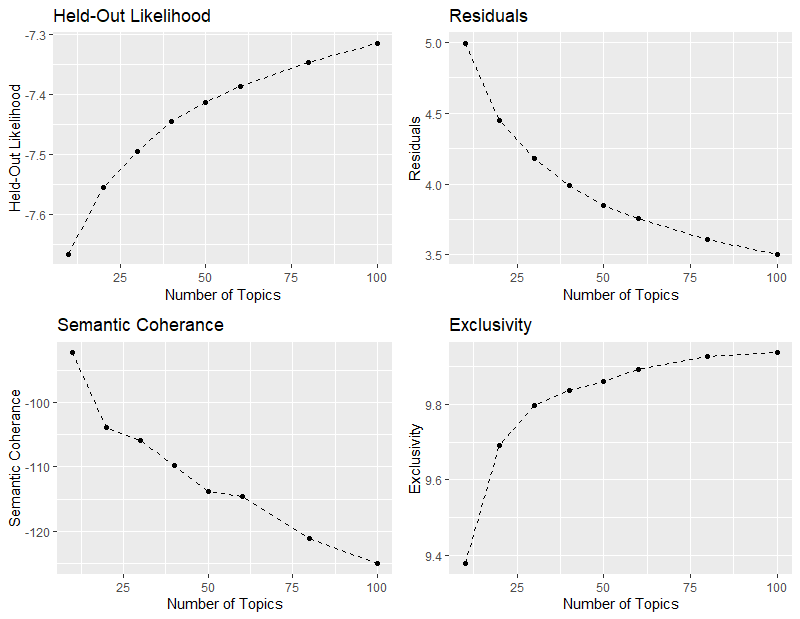 Held-Out Likelihood
Held-Out Likelihood
-7.3
-7.4
-7.5
-7.6
25 50 75 100
Number of Topics
Residuals
Residuals
5.0
4.5
4.0
3.5
25 50 75 100
Number of Topics
Semantic Coherance
Semantic Coherance
-100
-110
-120
25 50 75 100
Number of Topics
Exclusivity
Exclusivity
9.8
9.6
9.4
25 50 75 100
Number of Topics